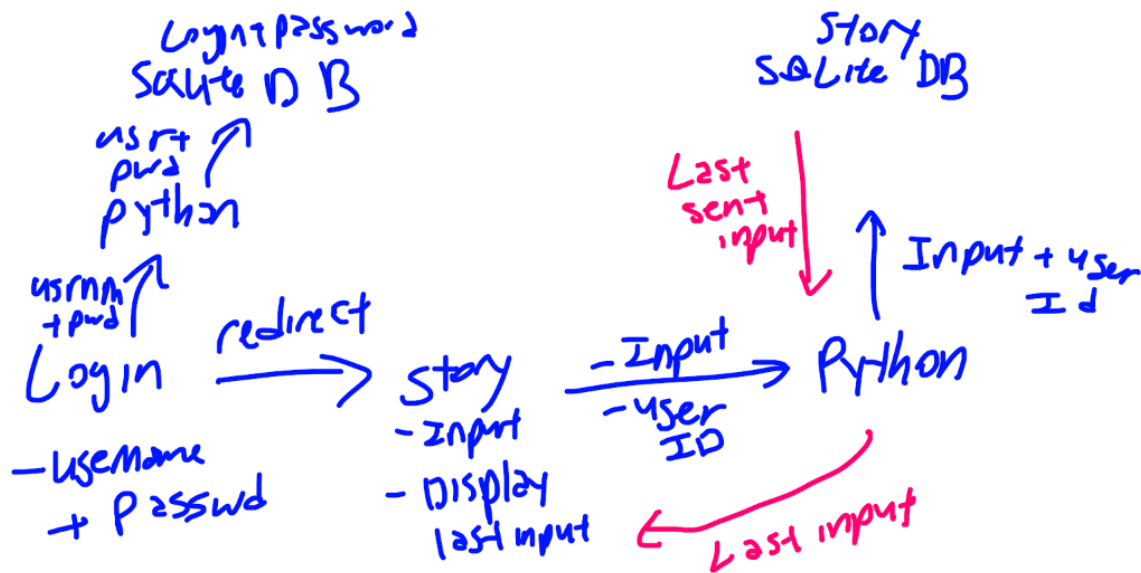 Login+password
SQLite DB
usr+
pwd
python
usrnm
+ pwd
Login
- username
+ passwd
redirect
Story
- Input
- Display
last input
- Input
- user
ID
Python
Story
SQLite DB
Last
sent
input
Input + user
Id
Last input